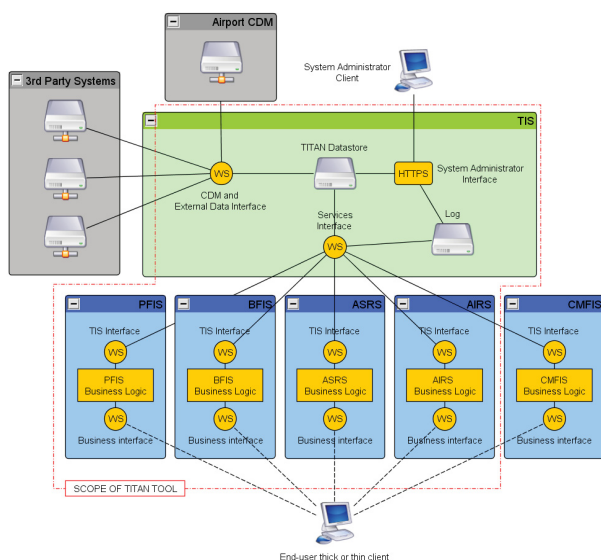 Airport CDM
System Administrator
Client
3rd Party Systems
TIS
TITAN Datastore
WS
HTTPS
System Administrator
Interface
CDM and
External Data Interface
Services
Interface
Log
WS
PFIS
BFIS
ASRS
AIRS
CMFIS
TIS Interface
TIS Interface
TIS Interface
TIS Interface
TIS Interface
WS
WS
WS
WS
WS
PFIS
Business Logic
BFIS
Business Logic
ASRS
Business Logic
AIRS
Business Logic
CMFIS
Business Logic
WS
WS
WS
WS
WS
Business interface
Business interface
Business interface
Business interface
Business interface
SCOPE OF TITAN TOOL
End-user thick or thin client